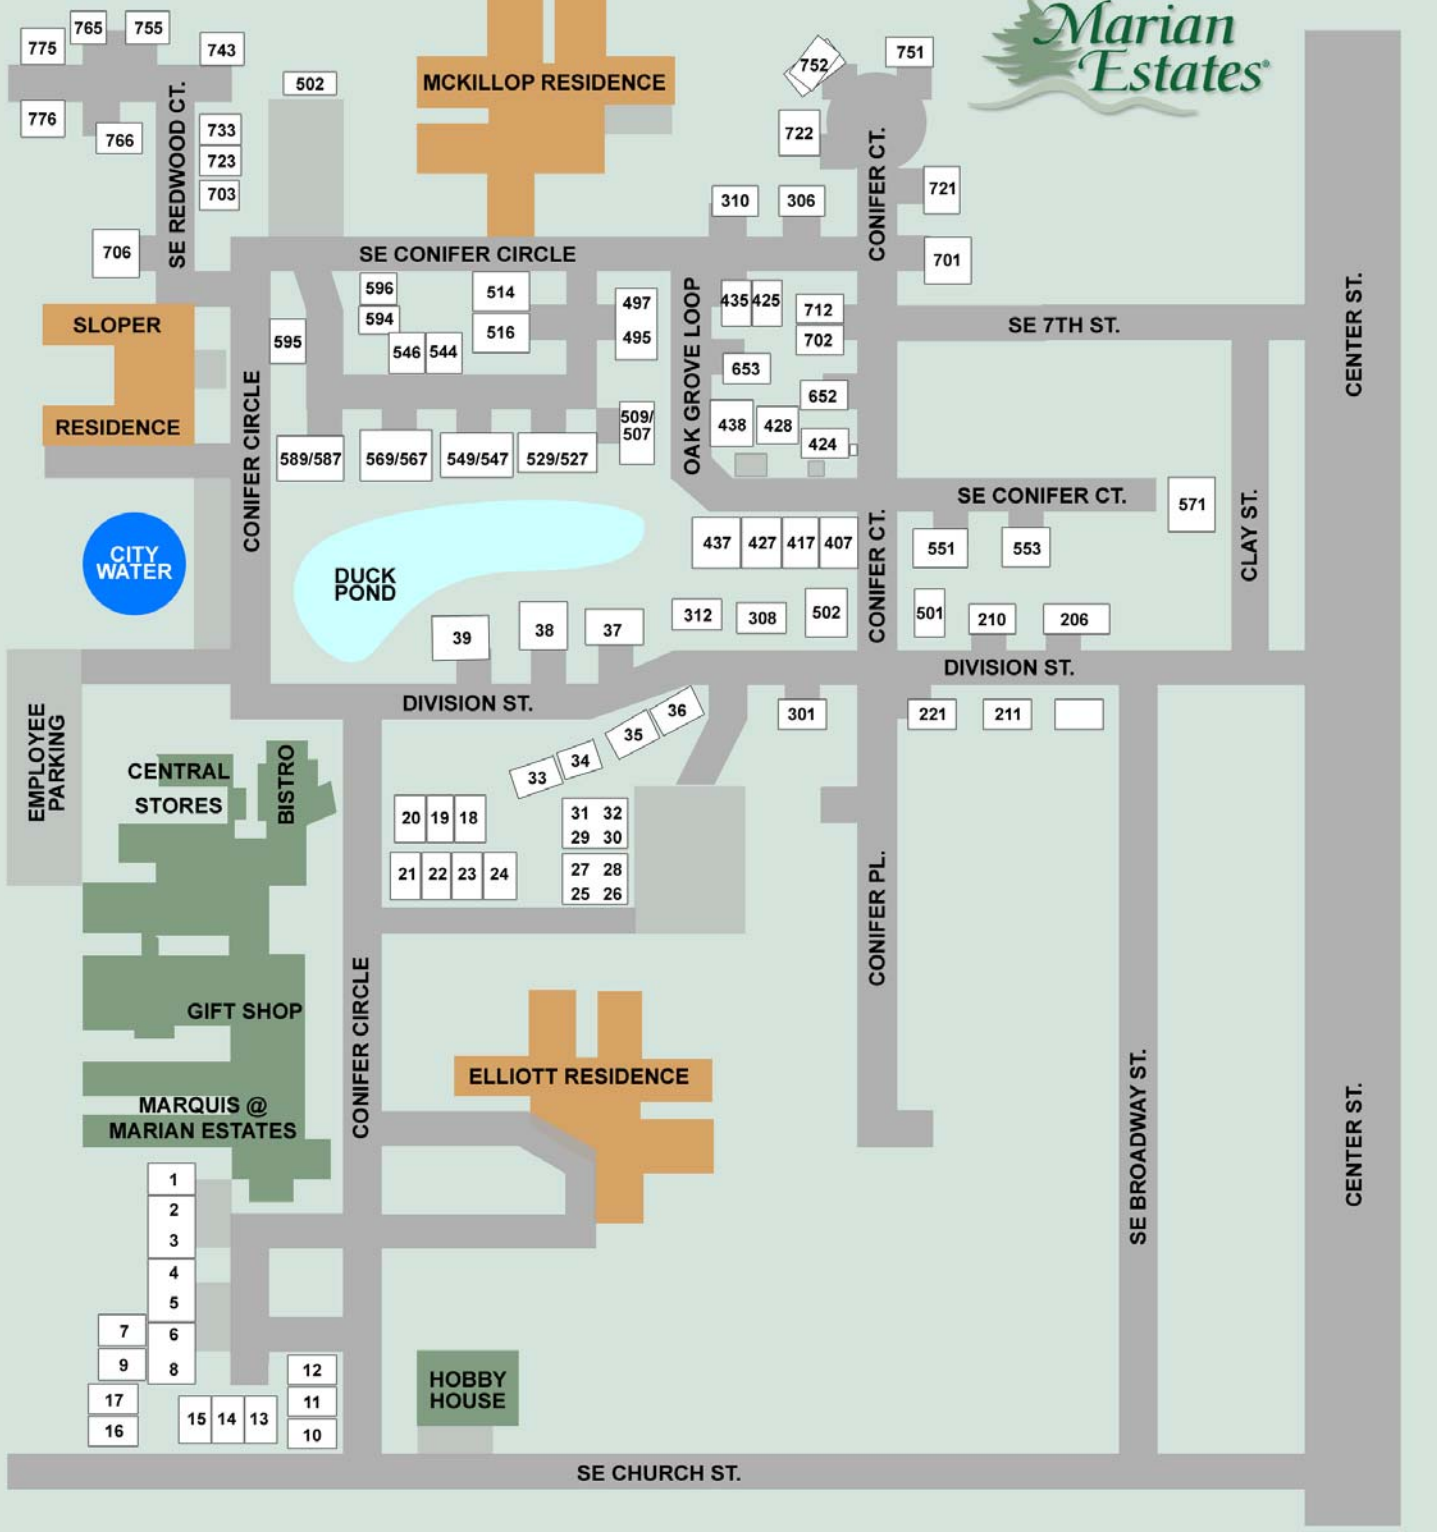 Marian
Estates®
765
755
775
743
776
766
733
723
703
706
SE REDWOOD CT.
502
MCKILLOP RESIDENCE
752
751
722
721
701
CONIFER CT.
310
306
SE CONIFER CIRCLE
SLOPER
RESIDENCE
595
596
594
546
544
514
516
497
495
509/
507
589/587
569/567
549/547
529/527
CONIFER CIRCLE
OAK GROVE LOOP
435
425
712
702
653
652
438
428
424
SE 7TH ST.
CENTER ST.
SE CONIFER CT.
571
CLAY ST.
CITY
WATER
DUCK
POND
437
427
417
407
CONIFER CT.
551
553
39
38
37
312
308
502
501
210
206
DIVISION ST.
DIVISION ST.
EMPLOYEE
PARKING
36
35
34
33
301
221
211
CENTRAL
STORES
BISTRO
20
19
18
21
22
23
24
31 32
29 30
27 28
25 26
CONIFER PL.
GIFT SHOP
CONIFER CIRCLE
ELLIOTT RESIDENCE
MARQUIS @
MARIAN ESTATES
SE BROADWAY ST.
CENTER ST.
1
2
3
4
5
6
8
7
9
17
16
15
14
13
12
11
10
HOBBY
HOUSE
SE CHURCH ST.